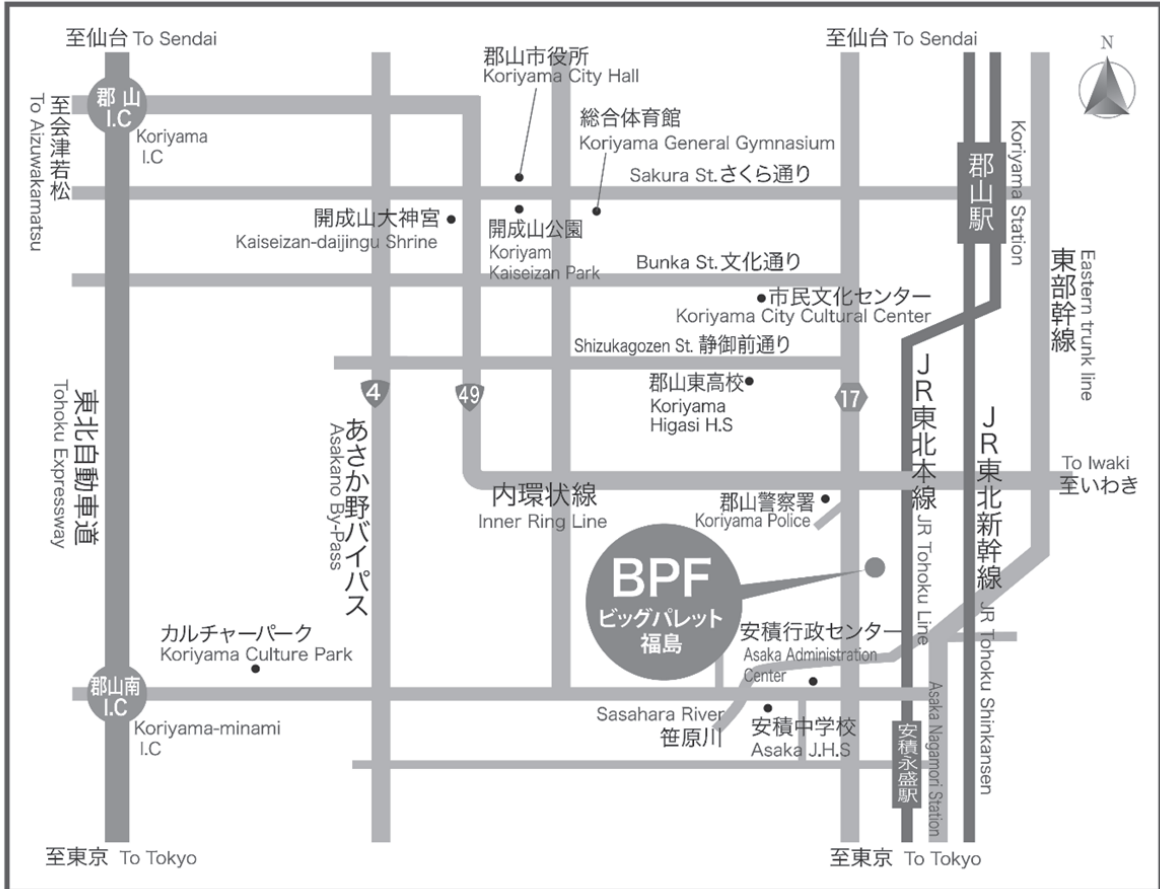 至仙台 To Sendai
至仙台 To Sendai
N
郡山市役所
Koriyama City Hall
郡山
I.C
Koriyama
I.C
至会津若松
To Aizuwakamatsu
総合体育館
Koriyama General Gymnasium
Sakura St.さくら通り
郡山駅
Koriyama Station
開成山大神宮
Kaiseizan-daijingu Shrine
開成山公園
Koriyam
Kaiseizan Park
Bunka St.文化通り
東部幹線
Eastern trunk line
市民文化センター
Koriyama City Cultural Center
Shizukagozen St. 静御前通り
郡山東高校
Koriyama
Higasi H.S
4
49
17
東北自動車道
Tohoku Expressway
あさか野バイパス
Asakano By-Pass
JR東北本線
JR Tohoku Line
JR東北新幹線
JR Tohoku Shinkansen
To Iwaki
至いわき
内環状線
Inner Ring Line
郡山警察署
Koriyama Police
BPF
ビッグパレット
福島
カルチャーパーク
Koriyama Culture Park
安積行政センター
Asaka Administration
Center
郡山南
I.C
Koriyama-minami
I.C
Sasahara River
笹原川
安積中学校
Asaka J.H.S
安積永盛駅
Asaka Nagamori Station
至東京 To Tokyo
至東京 To Tokyo